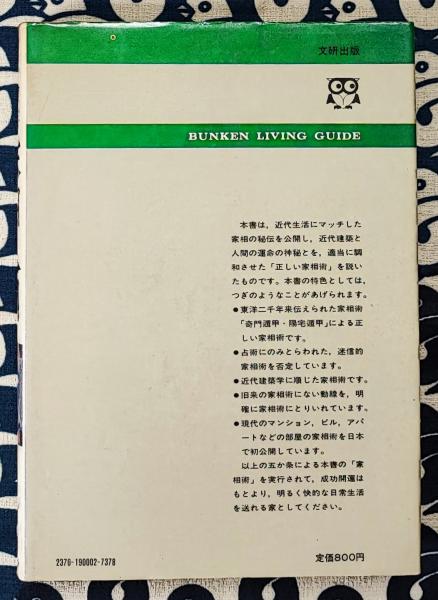 文研出版
BUNKEN LIVING GUIDE
本書は,近代生活にマッチした
家相の秘伝を公開し,近代建築と
人間の運命の神秘とを,適当に調
和させた「正しい家相術」を説い
たものです。本書の特色としては,
つぎのようなことがあげられます。
●東洋二千年来伝えられた家相術
「奇門遁甲・陽宅遁甲」による正
しい家相術です。
●占術にのみとらわれた,迷信的
家相術を否定しています。
●近代建築学に順じた家相術です。
●旧来の家相術にない動線を,明
確に家相術にとりいれています。
●現代のマンション,ビル,アパ
ートなどの部屋の家相術を日本
で初公開しています。
以上の五か条による本書の「家
相術」を実行されて,成功開運は
もとより,明るく快的な日常生活
を送れる家としてください。
2376-190002-7378
定価800円